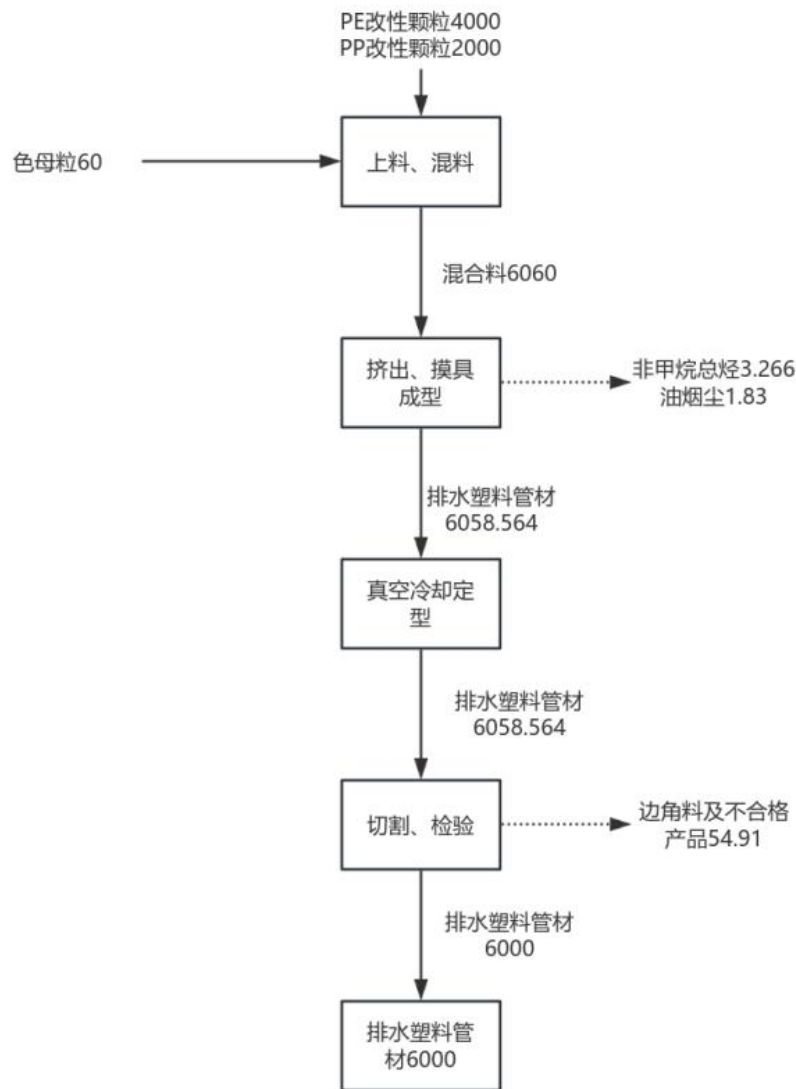 PE改性颗粒4000
PP改性颗粒2000
色母粒60
上料、混料
混合料6060
挤出、摸具
成型
非甲烷总烃3.266
油烟尘1.83
排水塑料管材
6058.564
真空冷却定
型
排水塑料管材
6058.564
切割、检验
边角料及不合格
产品54.91
排水塑料管材
6000
排水塑料管
材6000